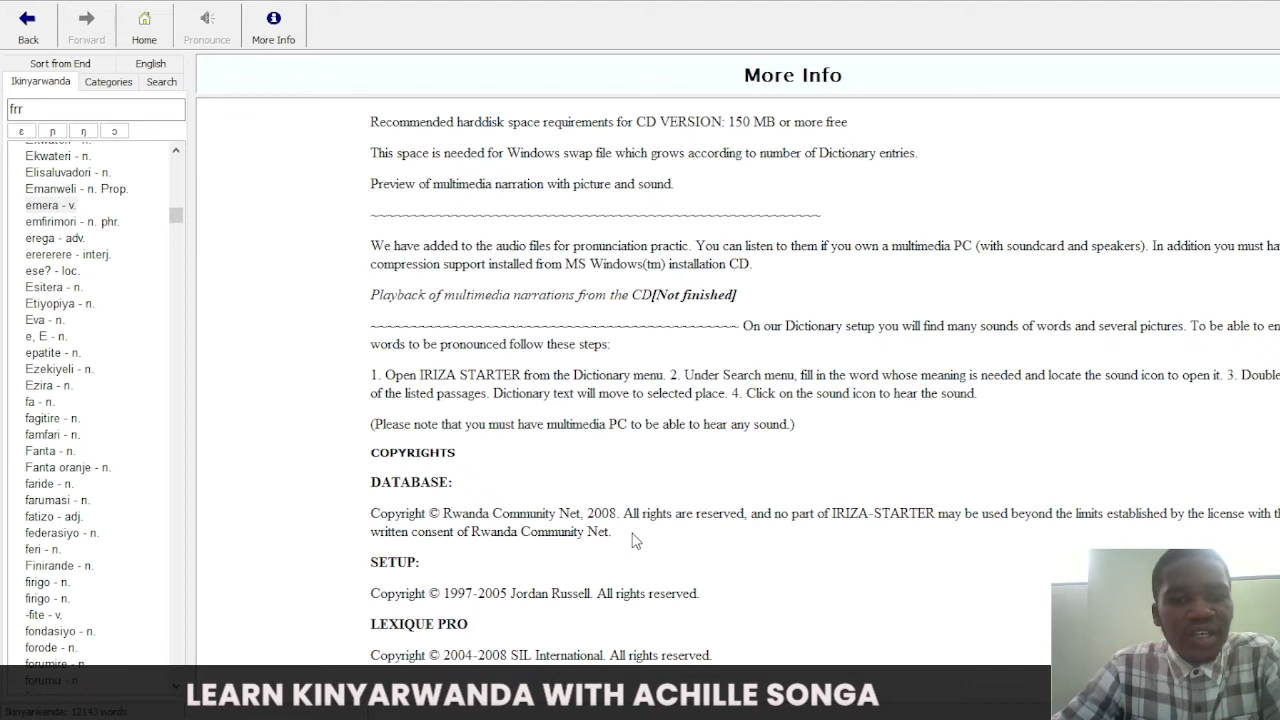 Back
Forward
Home
Pronounce
More Info
Sort from End
English
Ikinyarwanda
Categories
Search
frr
ɛ
ɲ
ŋ
ɔ
Ekwateri - n.
Elisaluvadori - n.
Emanweli - n. Prop.
emera - v.
emfirimori - n. phr.
erega - adv.
erererere - interj.
ese? - loc.
Esitera - n.
Etiyopiya - n.
Eva - n.
e, E - n.
epatite - n.
Ezekiyeli - n.
Ezira - n.
fa - n.
fagitire - n.
famfari - n.
Fanta - n.
Fanta oranje - n.
faride - n.
farumasi - n.
fatizo - adj.
federasiyo - n.
feri - n.
Finirande - n.
firigo - n.
firigo - n.
-fite - v.
fondasiyo - n.
forode - n.
forumire - n.
forumu - n.
Ikinyarwanda: 12143 words
More Info
Recommended harddisk space requirements for CD VERSION: 150 MB or more free
This space is needed for Windows swap file which grows according to number of Dictionary entries.
Preview of multimedia narration with picture and sound.
~~~~~~~~~~~~~~~~~~~~~~~~~~~~~~~~~~~~~~~~~~~~~~~~~~~~~~~~
We have added to the audio files for pronunciation practic. You can listen to them if you own a multimedia PC (with soundcard and speakers). In addition you must ha
compression support installed from MS Windows(tm) installation CD.
Playback of multimedia narrations from the CD[Not finished]
~~~~~~~~~~~~~~~~~~~~~~~~~~~~~~~~~~~~~~~~~~~~~~ On our Dictionary setup you will find many sounds of words and several pictures. To be able to en
words to be pronounced follow these steps:
1. Open IRIZA STARTER from the Dictionary menu. 2. Under Search menu, fill in the word whose meaning is needed and locate the sound icon to open it. 3. Double
of the listed passages. Dictionary text will move to selected place. 4. Click on the sound icon to hear the sound.
(Please note that you must have multimedia PC to be able to hear any sound.)
COPYRIGHTS
DATABASE:
Copyright © Rwanda Community Net, 2008. All rights are reserved, and no part of IRIZA-STARTER may be used beyond the limits established by the license with t
written consent of Rwanda Community Net.
SETUP:
Copyright © 1997-2005 Jordan Russell. All rights reserved.
LEXIQUE PRO
Copyright © 2004-2008 SIL International. All rights reserved.
LEARN KINYARWANDA WITH ACHILLE SONGA